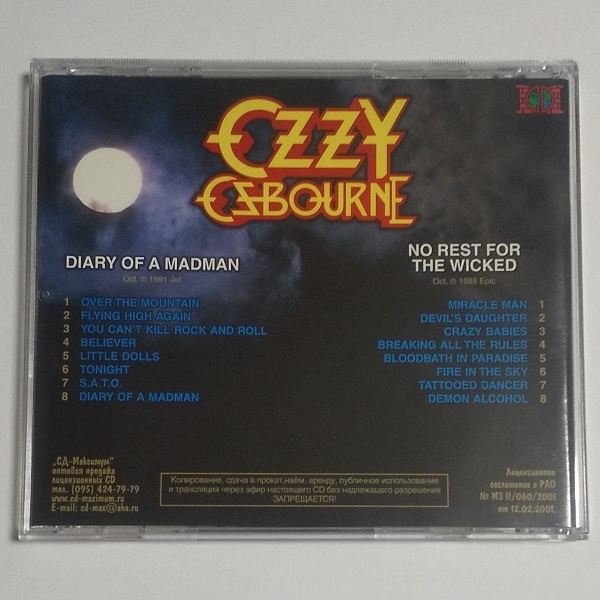 OZZY
OSBOURNE
DIARY OF A MADMAN
Oct. ℗ 1981 Jet
1 OVER THE MOUNTAIN
2 FLYING HIGH AGAIN
3 YOU CAN'T KILL ROCK AND ROLL
4 BELIEVER
5 LITTLE DOLLS
6 TONIGHT
7 S.A.T.O.
8 DIARY OF A MADMAN
NO REST FOR
THE WICKED
Oct. ℗ 1988 Epic
MIRACLE MAN 1
DEVIL'S DAUGHTER 2
CRAZY BABIES 3
BREAKING ALL THE RULES 4
BLOODBATH IN PARADISE 5
FIRE IN THE SKY 6
TATTOOED DANCER 7
DEMON ALCOHOL 8
„СД-Максимум"
оптовая продажа
лицензионных CD
тел. (095) 424-79-79
www.cd-maximum.ru
E-mail: cd-max@aha.ru
Копирование, сдача в прокат,наём, аренду, публичное использование
и трансляция через эфир настоящего CD без надлежащего разрешения
ЗАПРЕЩАЕТСЯ!
Лицензионное
соглашение с РАО
№ МЗ II/060/2001
от 12.02.2001.